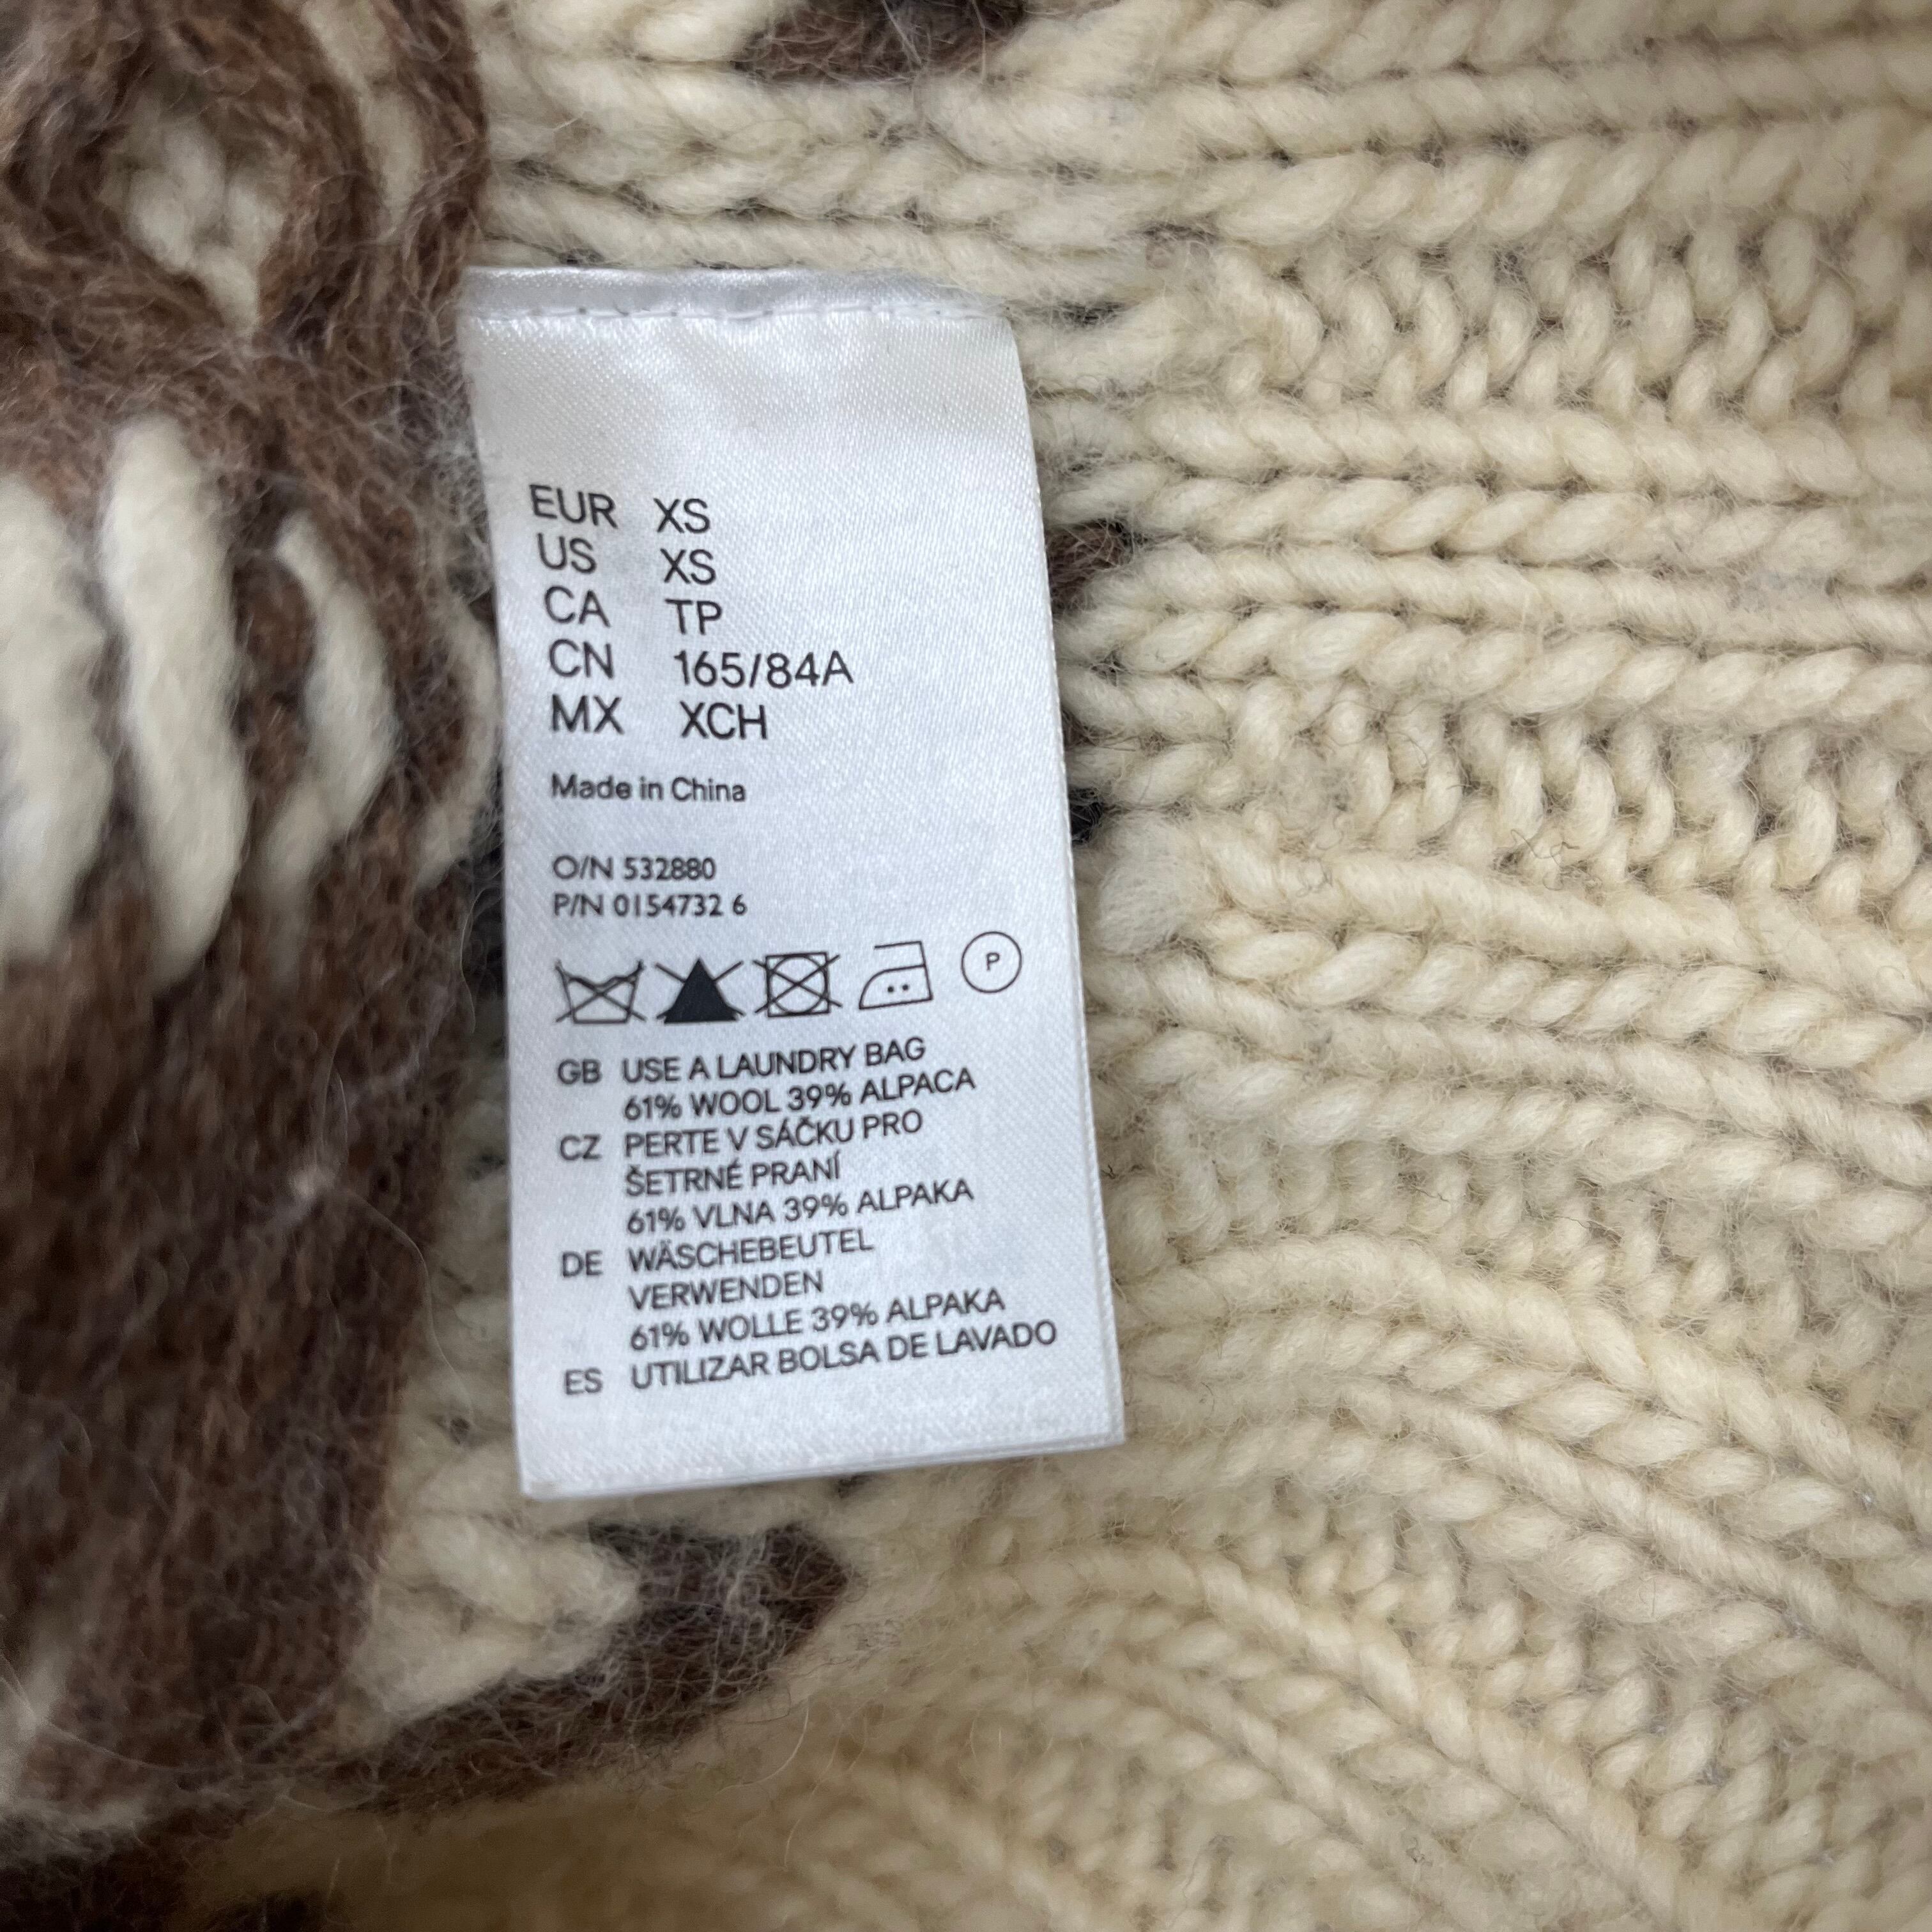 EUR XS
US XS
CA TP
CN 165/84A
MX XCH
Made in China
O/N 532880
P/N 0154732 6
P
GB USE A LAUNDRY BAG
61% WOOL 39% ALPACA
CZ PERTE V SÁČKU PRO
ŠETRNÉ PRANÍ
61% VLNA 39% ALPAKA
DE WÄSCHEBEUTEL
VERWENDEN
61% WOLLE 39% ALPAKA
ES UTILIZAR BOLSA DE LAVADO